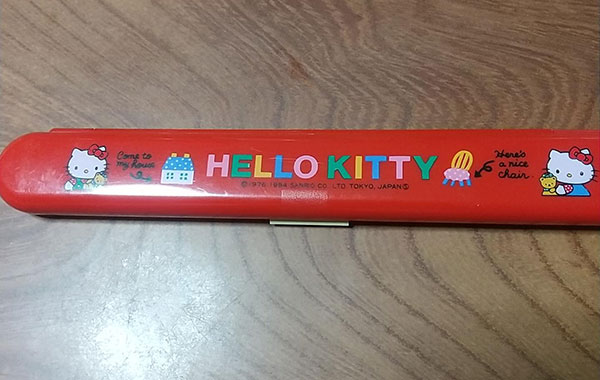 Come to
my house
HELLO KITTY
© 1976, 1984 SANRIO CO., LTD. TOKYO, JAPAN
Here's
a nice
chair.